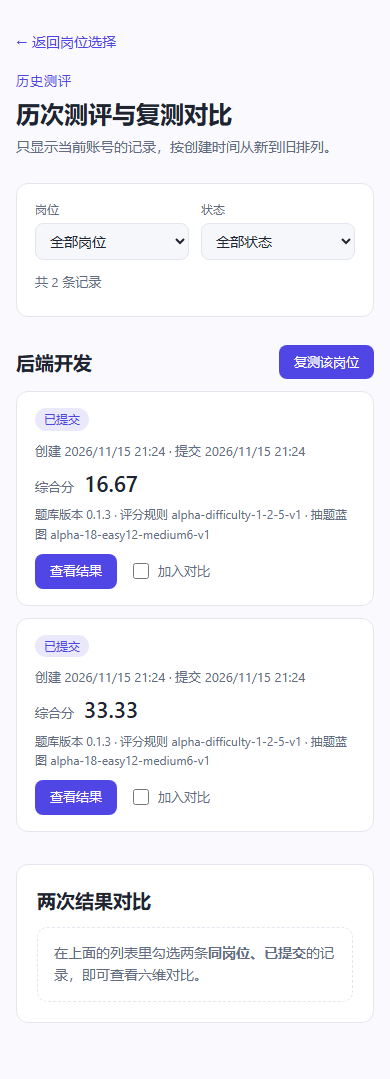 ← 返回岗位选择
历史测评
历次测评与复测对比
只显示当前账号的记录，按创建时间从新到旧排列。
岗位 状态
全部岗位 全部状态
共 2 条记录
后端开发 复测该岗位
已提交
创建 2026/11/15 21:24 · 提交 2026/11/15 21:24
综合分 16.67
题库版本 0.1.3 · 评分规则 alpha-difficulty-1-2-5-v1 · 抽题蓝
图 alpha-18-easy12-medium6-v1
查看结果 加入对比
已提交
创建 2026/11/15 21:24 · 提交 2026/11/15 21:24
综合分 33.33
题库版本 0.1.3 · 评分规则 alpha-difficulty-1-2-5-v1 · 抽题蓝
图 alpha-18-easy12-medium6-v1
查看结果 加入对比
两次结果对比
在上面的列表里勾选两条同岗位、已提交的记
录，即可查看六维对比。